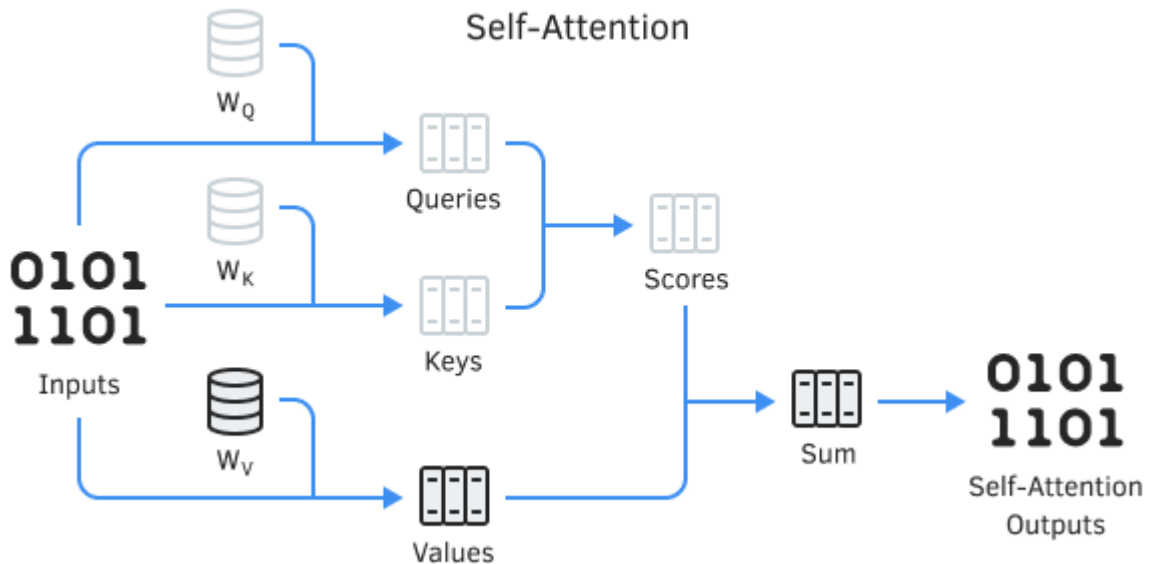 Self-Attention
W_Q
Queries
W_K
Scores
0101
1101
Inputs
Keys
W_V
Sum
0101
1101
Self-Attention
Outputs
Values